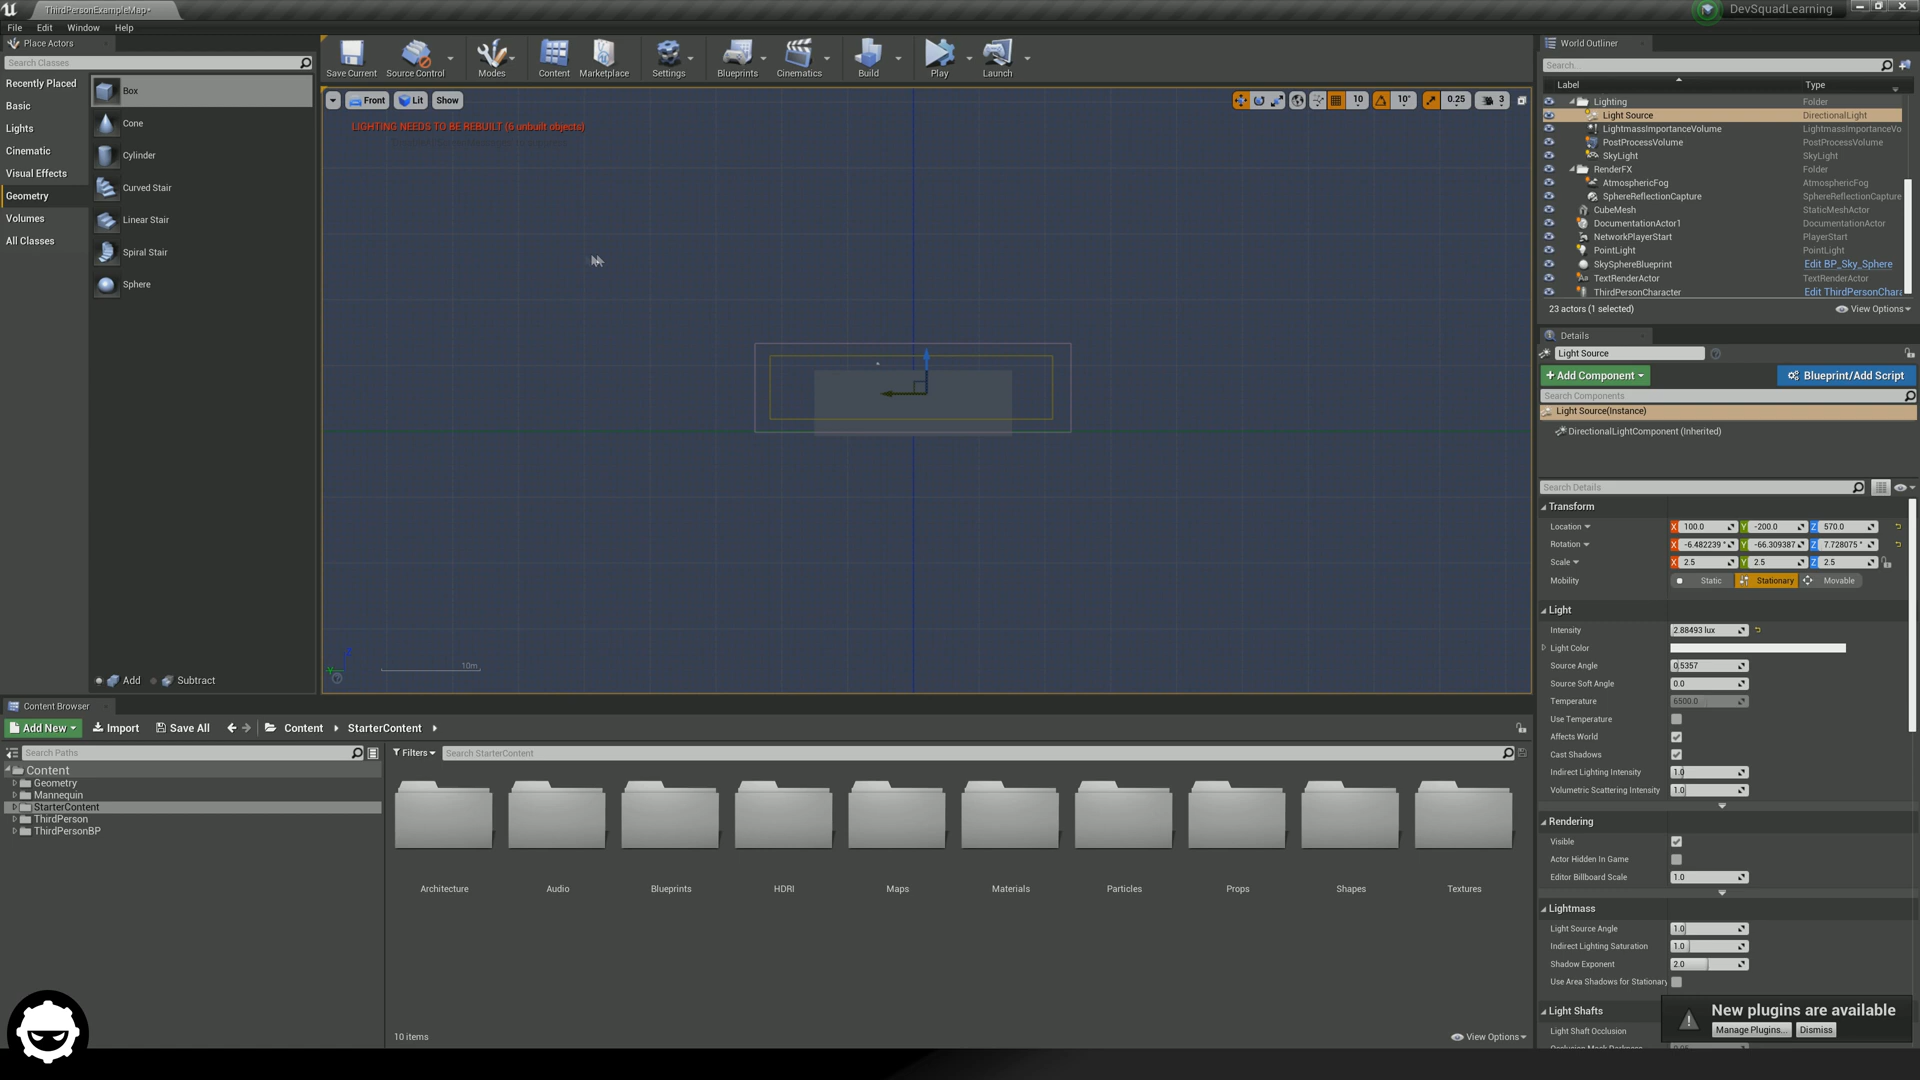 ThirdPersonExampleMap*
DevSquadLearning
File Edit Window Help
Place Actors
Search Classes
Recently Placed
Basic
Lights
Cinematic
Visual Effects
Geometry
Volumes
All Classes
Box
Cone
Cylinder
Curved Stair
Linear Stair
Spiral Stair
Sphere
Add Subtract
Save Current Source Control Modes Content Marketplace Settings Blueprints Cinematics Build Play Launch
Front Lit Show
10 10° 0.25 3
LIGHTING NEEDS TO BE REBUILT (6 unbuilt objects)
10m
World Outliner
Search...
Label Type
Lighting Folder
Light Source DirectionalLight
LightmassImportanceVolume LightmassImportanceVo
PostProcessVolume PostProcessVolume
SkyLight SkyLight
RenderFX Folder
AtmosphericFog AtmosphericFog
SphereReflectionCapture SphereReflectionCapture
CubeMesh StaticMeshActor
DocumentationActor1 DocumentationActor
NetworkPlayerStart PlayerStart
PointLight PointLight
SkySphereBlueprint Edit BP_Sky_Sphere
TextRenderActor TextRenderActor
ThirdPersonCharacter Edit ThirdPersonChara
23 actors (1 selected) View Options
Details
Light Source
+ Add Component Blueprint/Add Script
Search Components
Light Source(Instance)
DirectionalLightComponent (Inherited)
Search Details
Transform
Location X 100.0 Y -200.0 Z 570.0
Rotation X -6.482239 ° Y -66.309387 Z 7.728075 °
Scale X 2.5 Y 2.5 Z 2.5
Mobility Static Stationary Movable
Light
Intensity 2.88493 lux
Light Color
Source Angle 0.5357
Source Soft Angle 0.0
Temperature 6500.0
Use Temperature
Affects World
Cast Shadows
Indirect Lighting Intensity 1.0
Volumetric Scattering Intensity 1.0
Rendering
Visible
Actor Hidden In Game
Editor Billboard Scale 1.0
Lightmass
Light Source Angle 1.0
Indirect Lighting Saturation 1.0
Shadow Exponent 2.0
Use Area Shadows for Stationary
Light Shafts
Light Shaft Occlusion
New plugins are available
Manage Plugins... Dismiss
Content Browser
Add New Import Save All Content StarterContent
Search Paths
Filters Search StarterContent
Content
Geometry
Mannequin
StarterContent
ThirdPerson
ThirdPersonBP
Architecture Audio Blueprints HDRI Maps Materials Particles Props Shapes Textures
10 items View Options